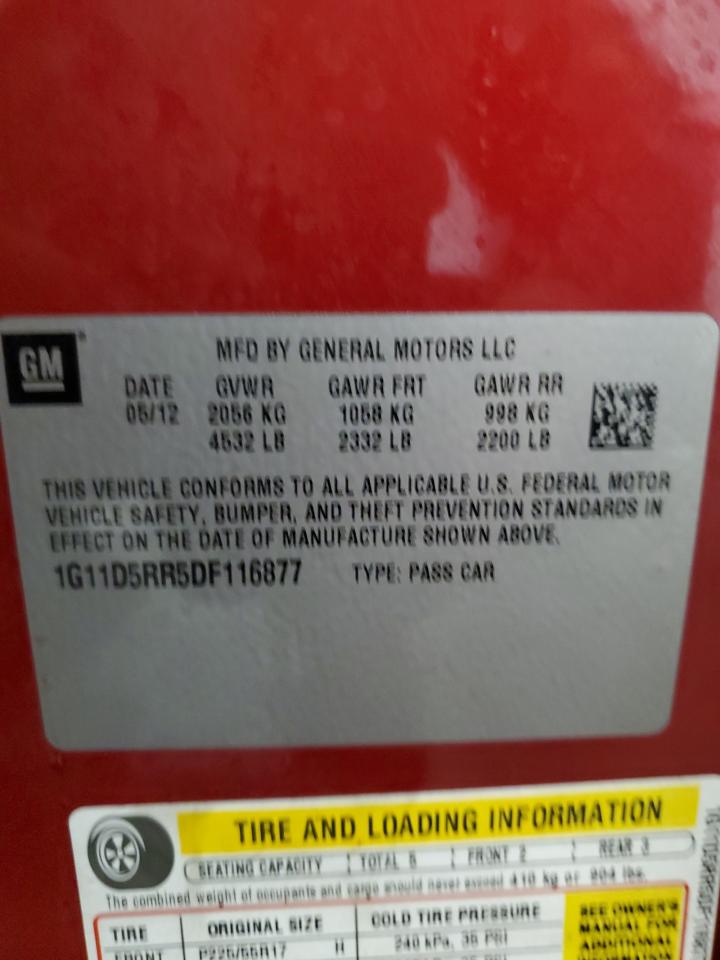 GM
MFD BY GENERAL MOTORS LLC
DATE GVWR GAWR FRT GAWR RR
05/12 2056 KG 1058 KG 998 KG
4532 LB 2332 LB 2200 LB
THIS VEHICLE CONFORMS TO ALL APPLICABLE U.S. FEDERAL MOTOR
VEHICLE SAFETY, BUMPER, AND THEFT PREVENTION STANDARDS IN
EFFECT ON THE DATE OF MANUFACTURE SHOWN ABOVE.
1G11D5RR5DF116877 TYPE: PASS CAR
TIRE AND LOADING INFORMATION
SEATING CAPACITY TOTAL 5 FRONT 2 REAR 3
The combined weight of occupants and cargo should never exceed 410 kg or 904 lbs.
TIRE ORIGINAL SIZE COLD TIRE PRESSURE
FRONT P225/55R17 H 240 kPa, 35 PSI
SEE OWNER'S
MANUAL FOR
ADDITIONAL
INFORMATION